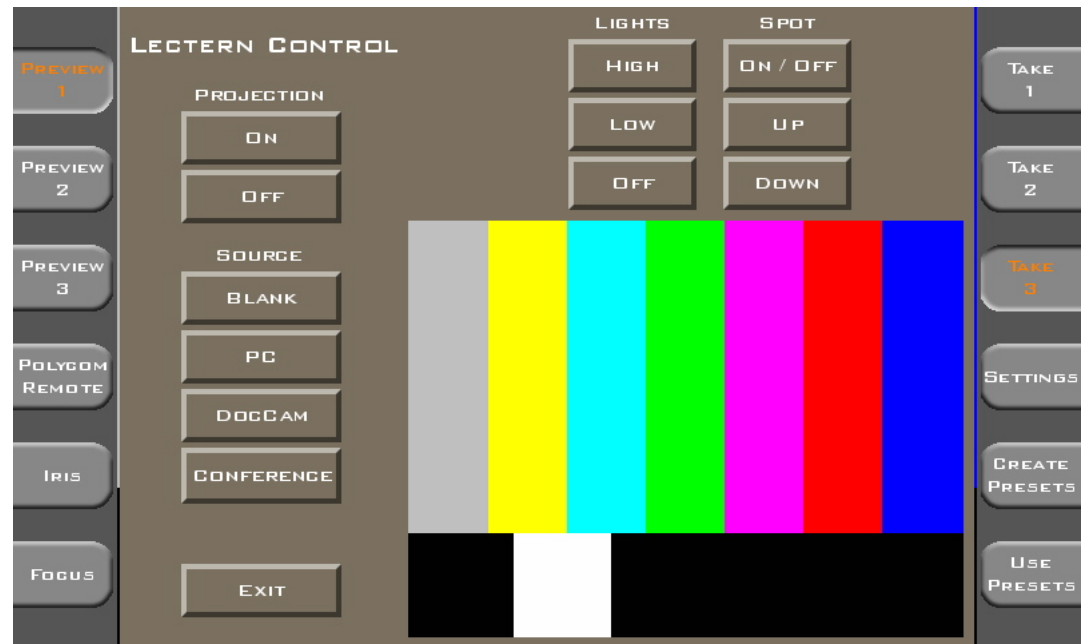 Preview
1
Preview
2
Preview
3
Polycom
Remote
Iris
Focus
Lectern Control
Projection
On
Off
Source
Blank
PC
DocCam
Conference
Exit
Lights
High
Low
Off
Spot
On / Off
Up
Down
Take
1
Take
2
Take
3
Settings
Create
Presets
Use
Presets